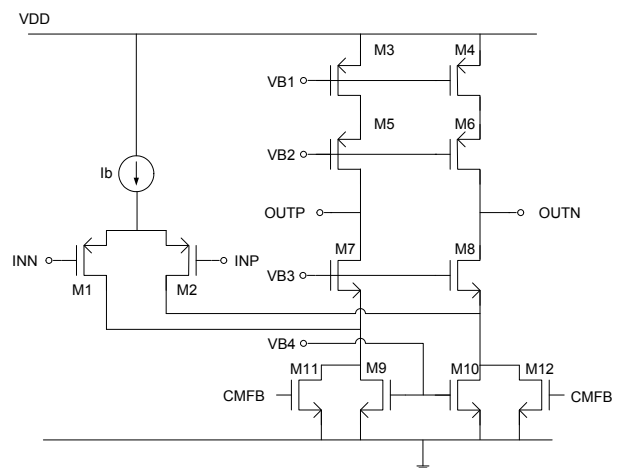 VDD
M3
M4
VB1
M5
M6
VB2
Ib
OUTP
OUTN
INN
INP
M7
M8
VB3
M1
M2
VB4
M11
M9
M10
M12
CMFB
CMFB